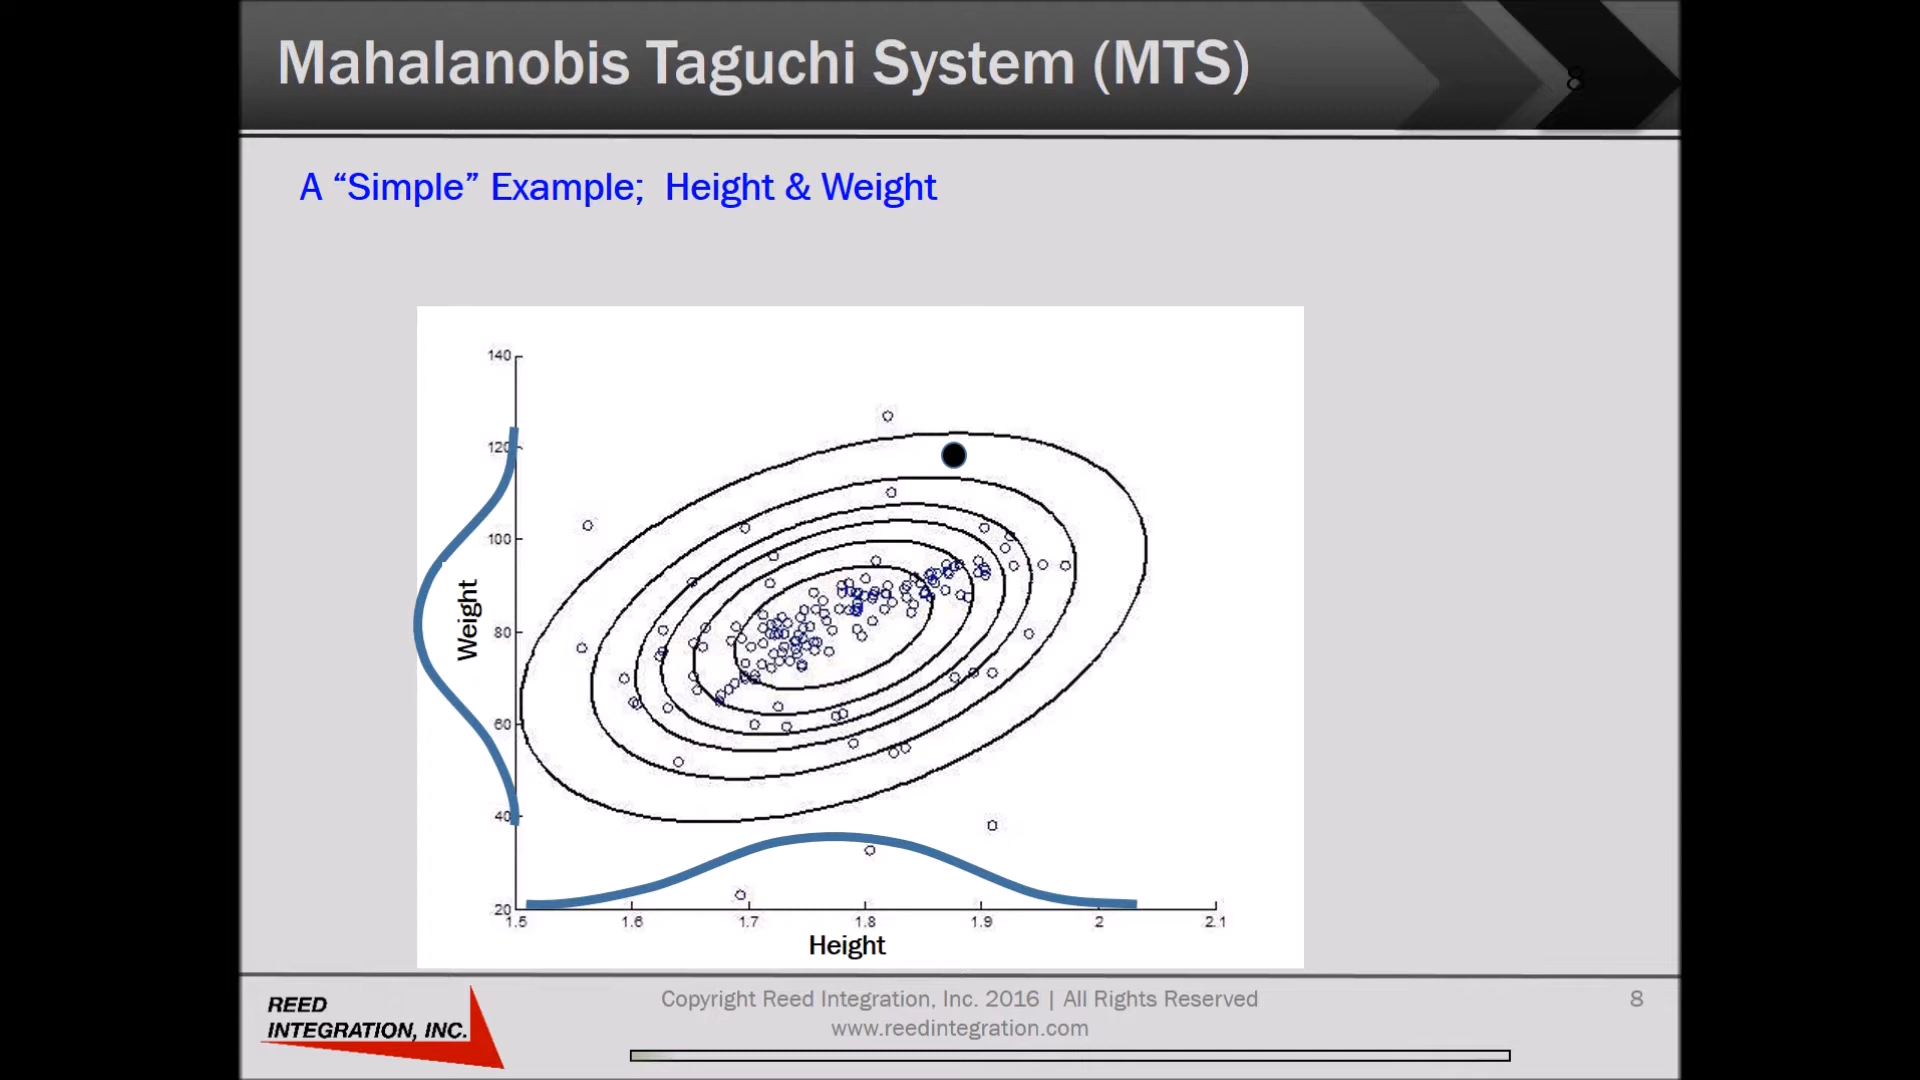 Mahalanobis Taguchi System (MTS)
8
A “Simple” Example; Height & Weight
140
120
100
80
60
40
20
Weight
1.5 1.6 1.7 1.8 1.9 2 2.1
Height
REED
INTEGRATION, INC.
Copyright Reed Integration, Inc. 2016 | All Rights Reserved
www.reedintegration.com
8